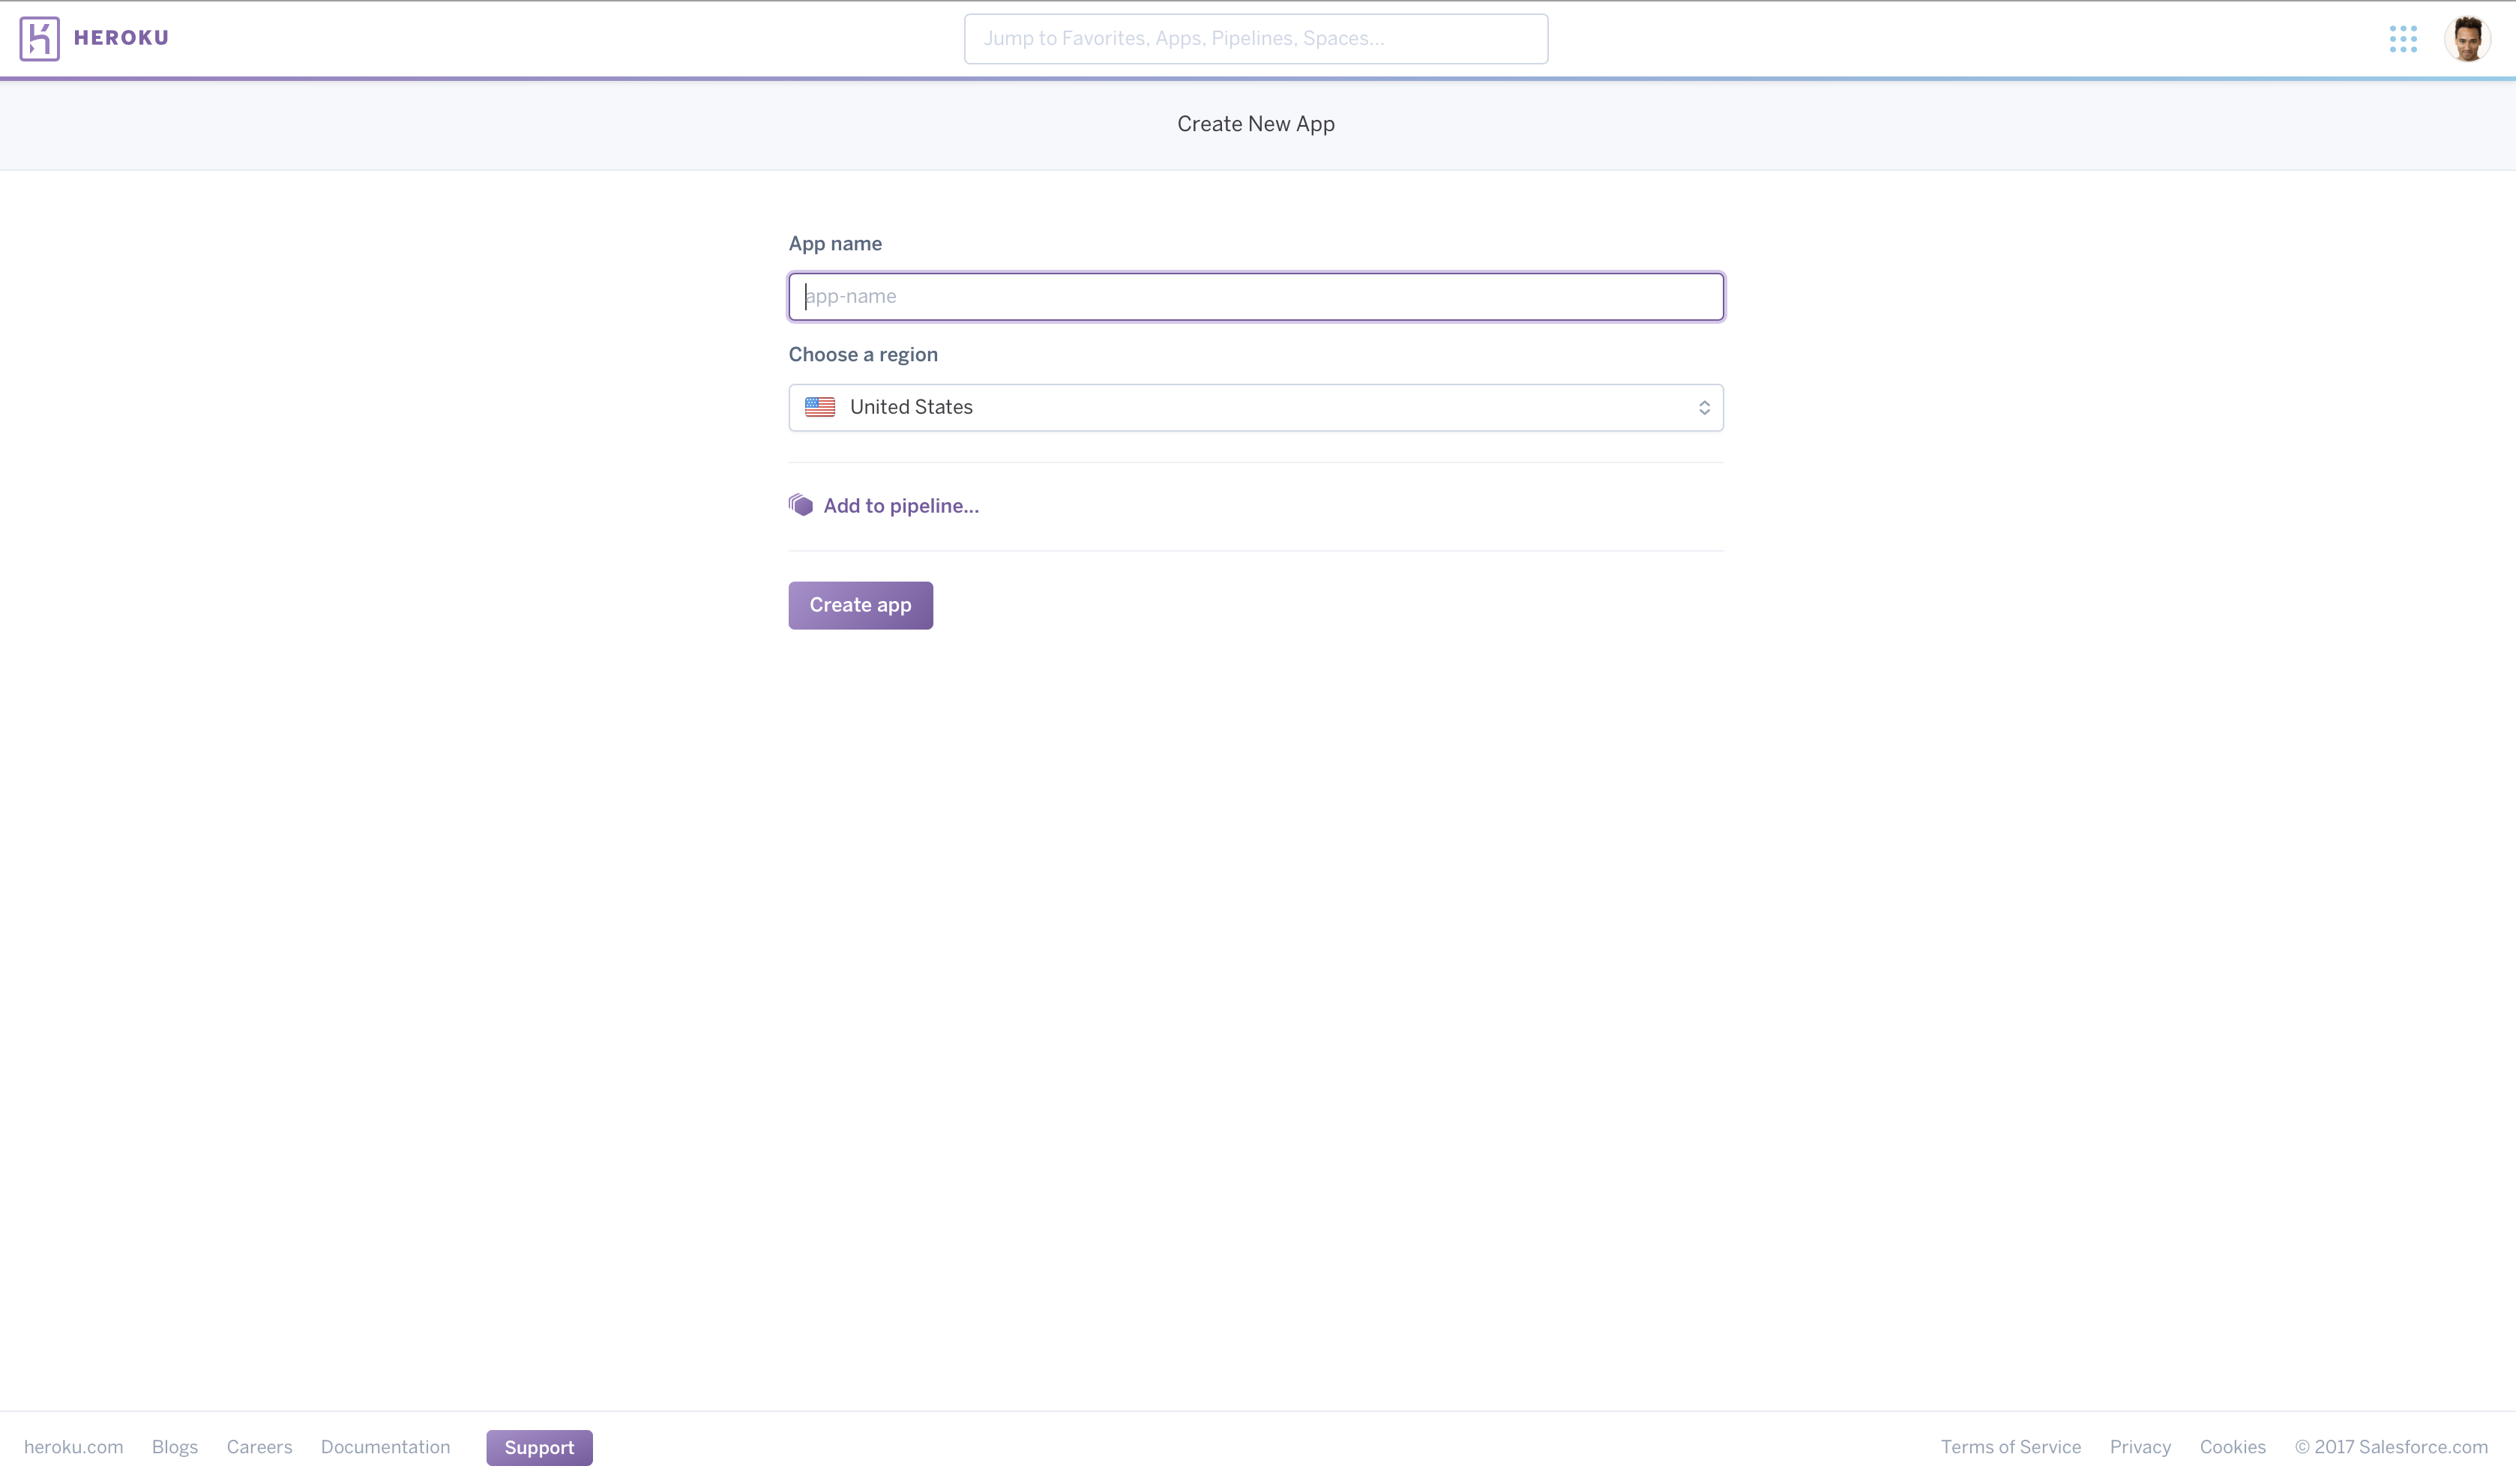 HEROKU
Jump to Favorites, Apps, Pipelines, Spaces...
Create New App
App name
app-name
Choose a region
United States
Add to pipeline...
Create app
heroku.com Blogs Careers Documentation Support Terms of Service Privacy Cookies © 2017 Salesforce.com